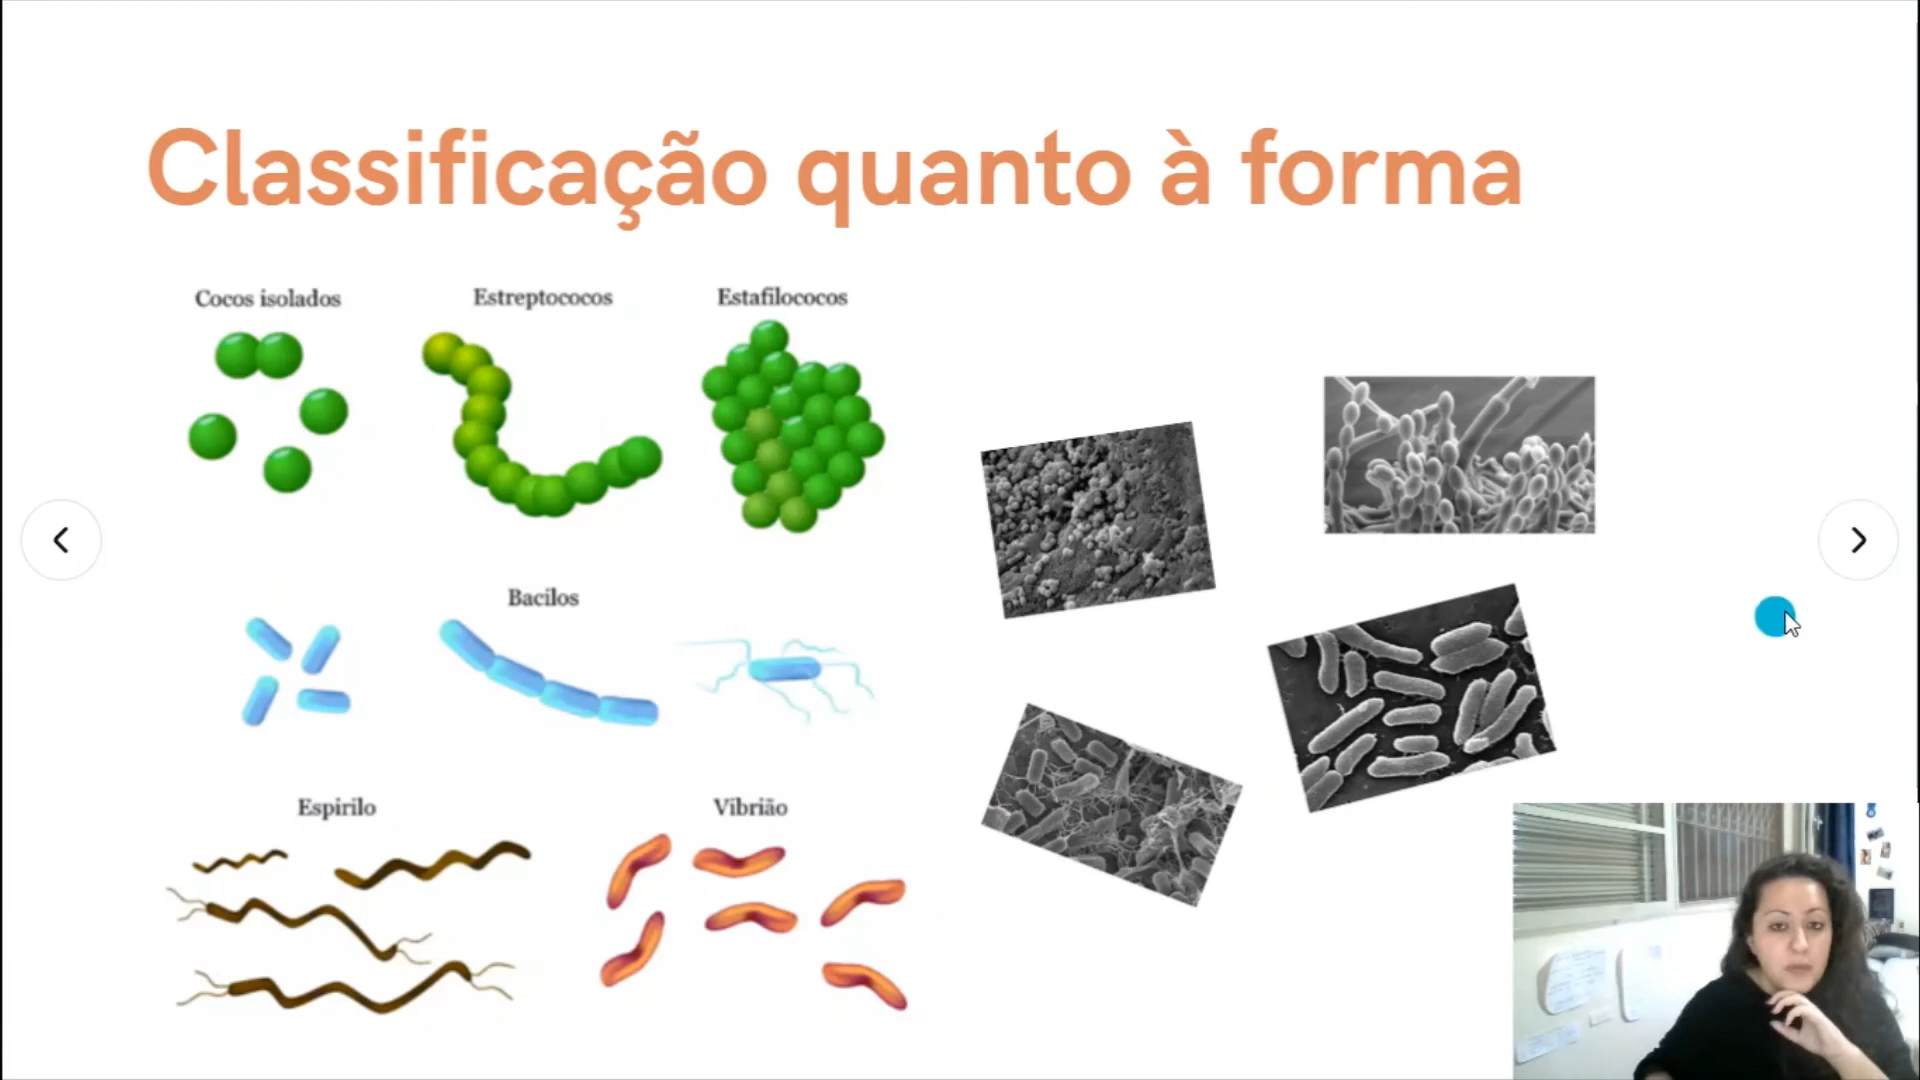 Classificação quanto à forma
Cocos isolados
Estreptococos
Estafilococos
Bacilos
Espirilo
Vibrião